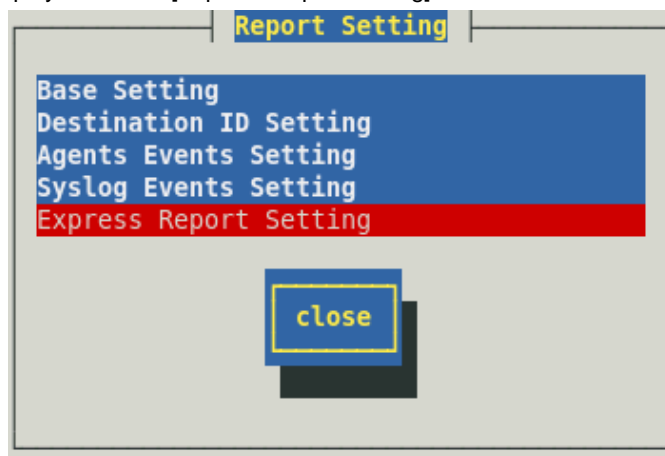 Report Setting
Base Setting
Destination ID Setting
Agents Events Setting
Syslog Events Setting
Express Report Setting
close